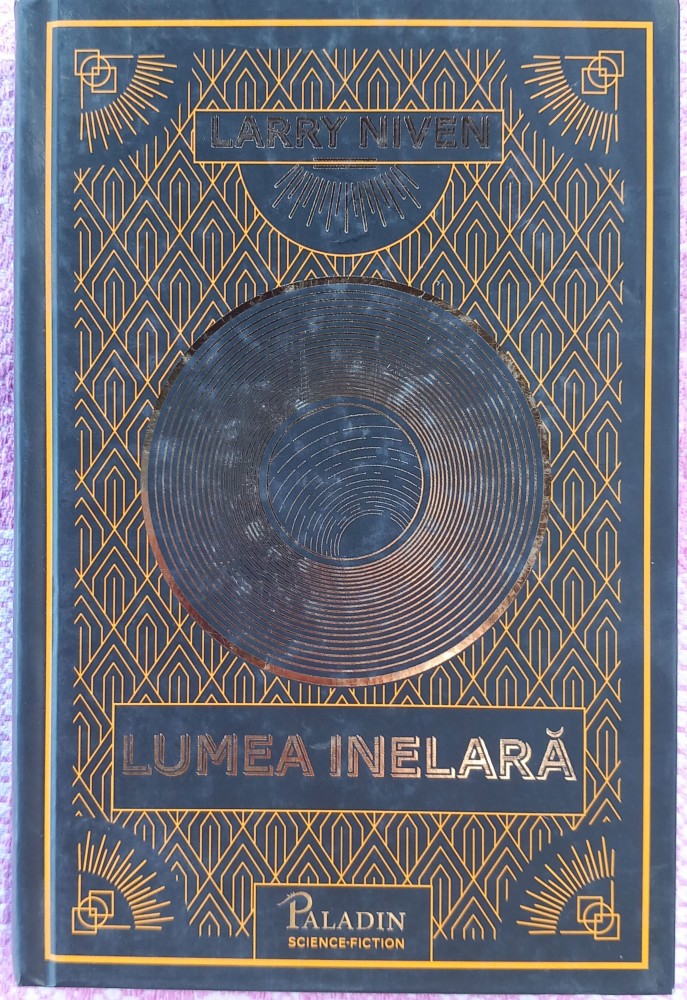 LARRY NIVEN
LUMEA INELARĂ
PALADIN
SCIENCE-FICTION